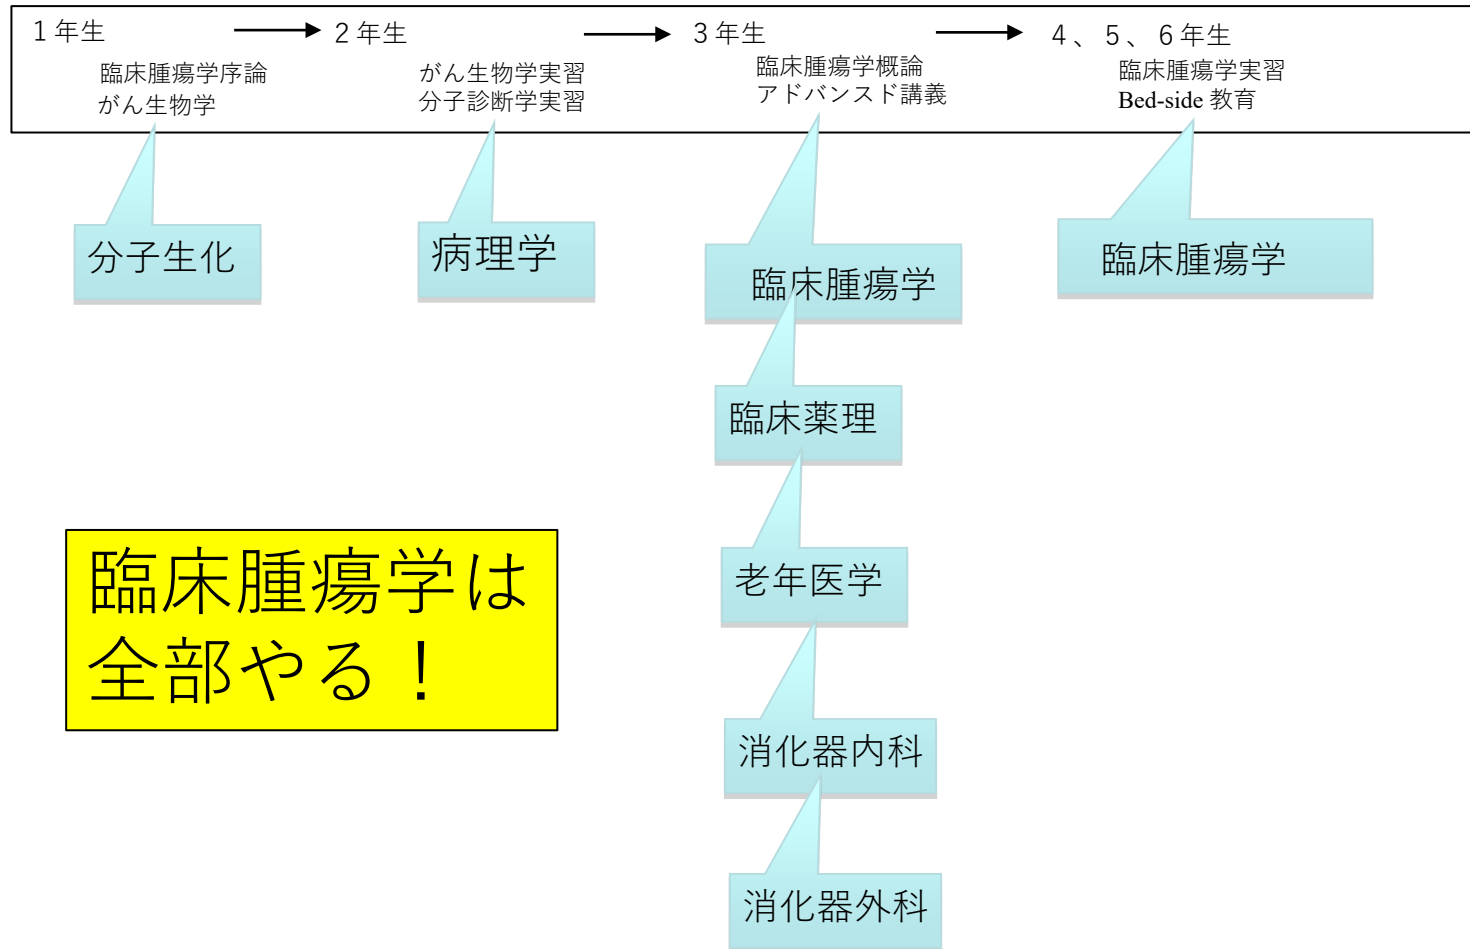 1年生
2年生
3年生
4、5、6年生
臨床腫瘍学序論
がん生物学
がん生物学実習
分子診断学実習
臨床腫瘍学概論
アドバンスド講義
臨床腫瘍学実習
Bed-side 教育
分子生化
病理学
臨床腫瘍学
臨床腫瘍学
臨床薬理
老年医学
消化器内科
消化器外科
臨床腫瘍学は
全部やる！